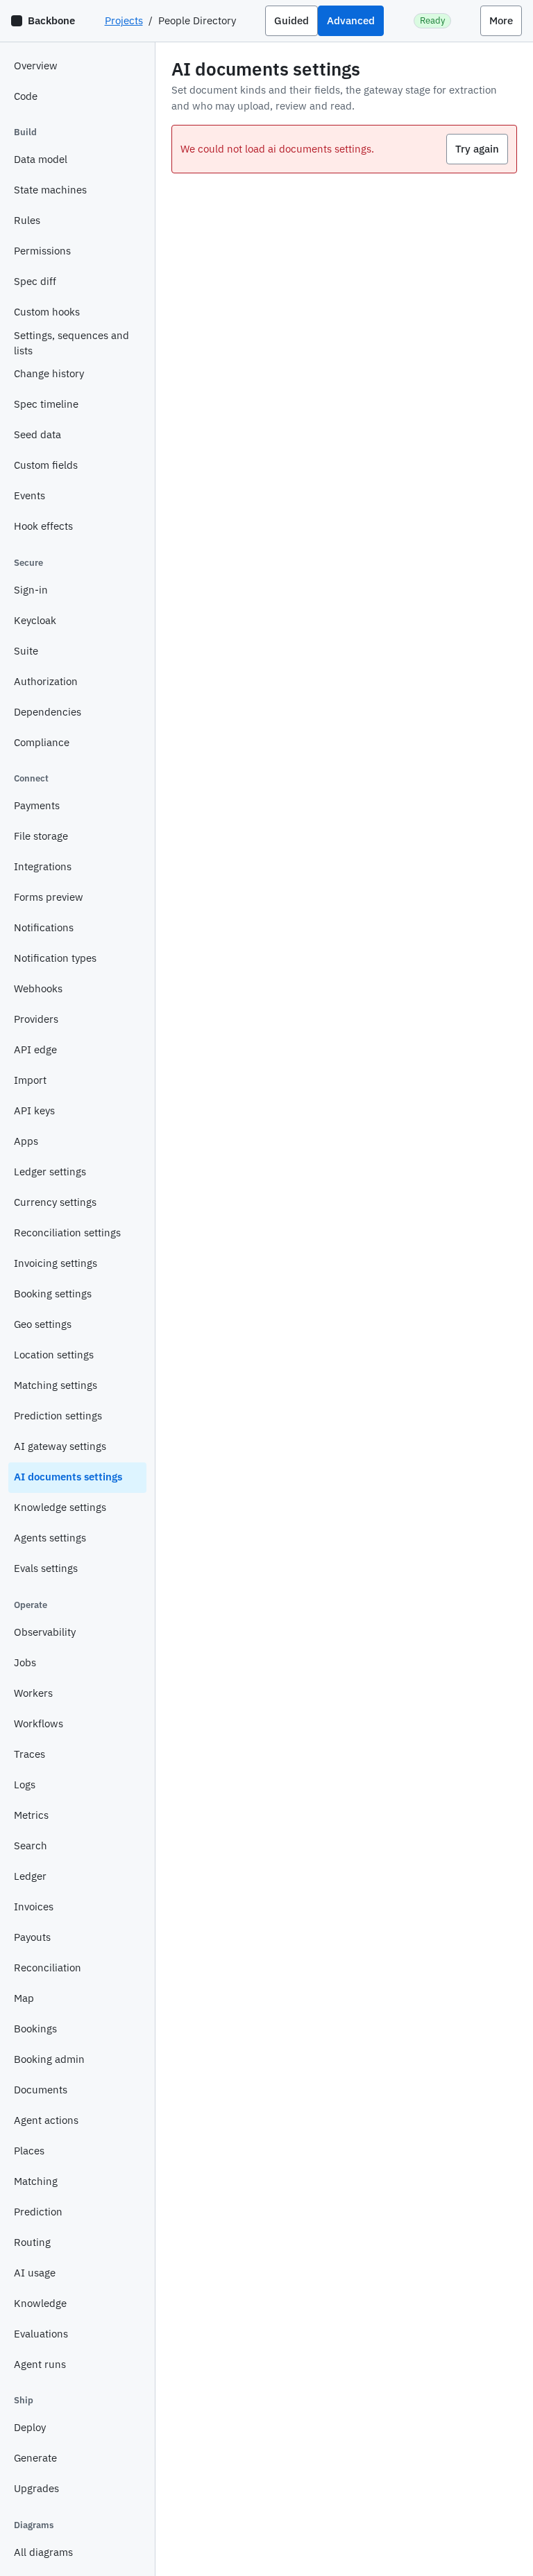 Backbone
Projects / People Directory
Guided
Advanced
Ready
More
Overview
Code
Build
Data model
State machines
Rules
Permissions
Spec diff
Custom hooks
Settings, sequences and
lists
Change history
Spec timeline
Seed data
Custom fields
Events
Hook effects
Secure
Sign-in
Keycloak
Suite
Authorization
Dependencies
Compliance
Connect
Payments
File storage
Integrations
Forms preview
Notifications
Notification types
Webhooks
Providers
API edge
Import
API keys
Apps
Ledger settings
Currency settings
Reconciliation settings
Invoicing settings
Booking settings
Geo settings
Location settings
Matching settings
Prediction settings
AI gateway settings
AI documents settings
Knowledge settings
Agents settings
Evals settings
Operate
Observability
Jobs
Workers
Workflows
Traces
Logs
Metrics
Search
Ledger
Invoices
Payouts
Reconciliation
Map
Bookings
Booking admin
Documents
Agent actions
Places
Matching
Prediction
Routing
AI usage
Knowledge
Evaluations
Agent runs
Ship
Deploy
Generate
Upgrades
Diagrams
All diagrams
AI documents settings
Set document kinds and their fields, the gateway stage for extraction
and who may upload, review and read.
We could not load ai documents settings.
Try again